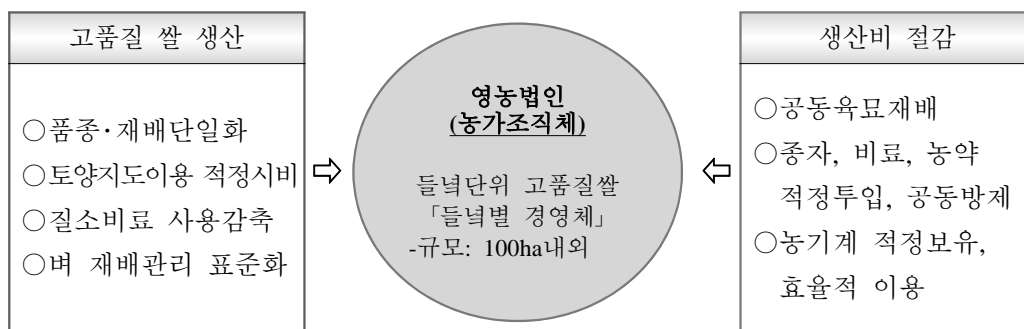 고품질 쌀 생산
○품종·재배단일화
○토양지도이용 적정시비
○질소비료 사용감축
○벼 재배관리 표준화
영농법인
(농가조직체)
들녘단위 고품질쌀
「들녘별 경영체」
-규모: 100ha내외
생산비 절감
○공동육묘재배
○종자, 비료, 농약
적정투입, 공동방제
○농기계 적정보유,
효율적 이용